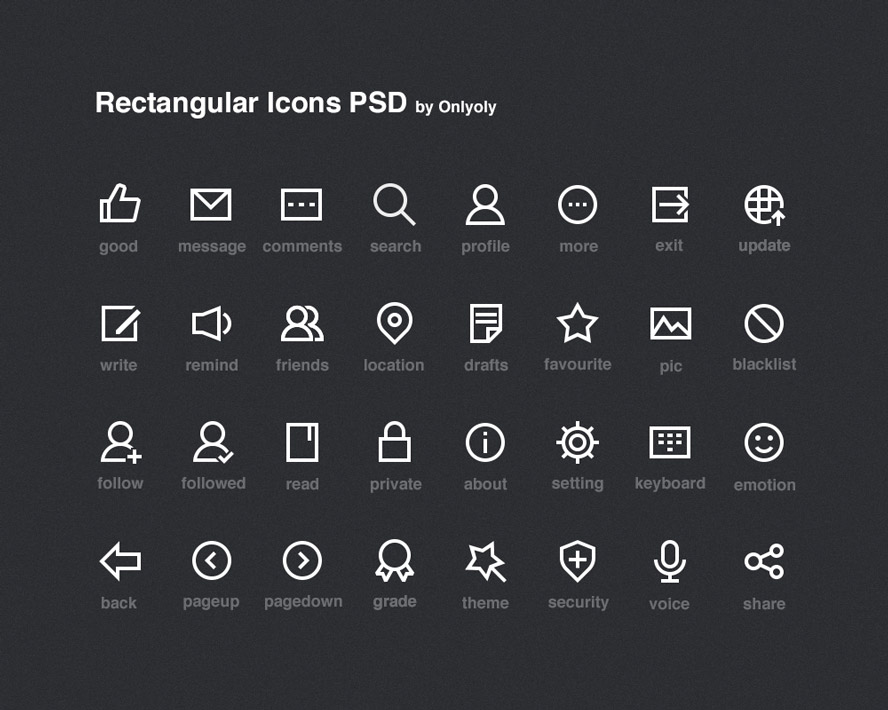 Rectangular Icons PSD by Onlyoly
good message comments search profile more exit update
write remind friends location drafts favourite pic blacklist
follow followed read private about setting keyboard emotion
back pageup pagedown grade theme security voice share